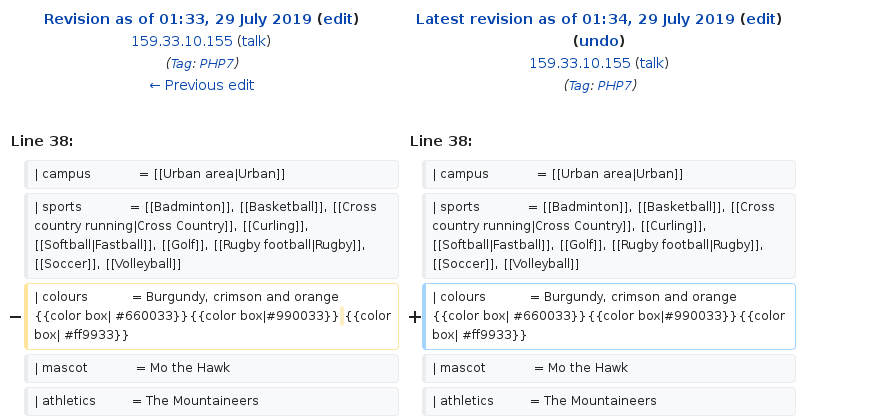 Revision as of 01:33, 29 July 2019 (edit)
159.33.10.155 (talk)
(Tag: PHP7)
← Previous edit
Latest revision as of 01:34, 29 July 2019 (edit)
(undo)
159.33.10.155 (talk)
(Tag: PHP7)
Line 38:
Line 38:
| campus = [[Urban area|Urban]]
| campus = [[Urban area|Urban]]
| sports = [[Badminton]], [[Basketball]], [[Cross
country running|Cross Country]], [[Curling]],
[[Softball|Fastball]], [[Golf]], [[Rugby football|Rugby]],
[[Soccer]], [[Volleyball]]
| sports = [[Badminton]], [[Basketball]], [[Cross
country running|Cross Country]], [[Curling]],
[[Softball|Fastball]], [[Golf]], [[Rugby football|Rugby]],
[[Soccer]], [[Volleyball]]
− | colours = Burgundy, crimson and orange
{{color box| #660033}}{{color box|#990033}} {{color
box| #ff9933}}
+ | colours = Burgundy, crimson and orange
{{color box| #660033}}{{color box|#990033}}{{color
box| #ff9933}}
| mascot = Mo the Hawk
| mascot = Mo the Hawk
| athletics = The Mountaineers
| athletics = The Mountaineers